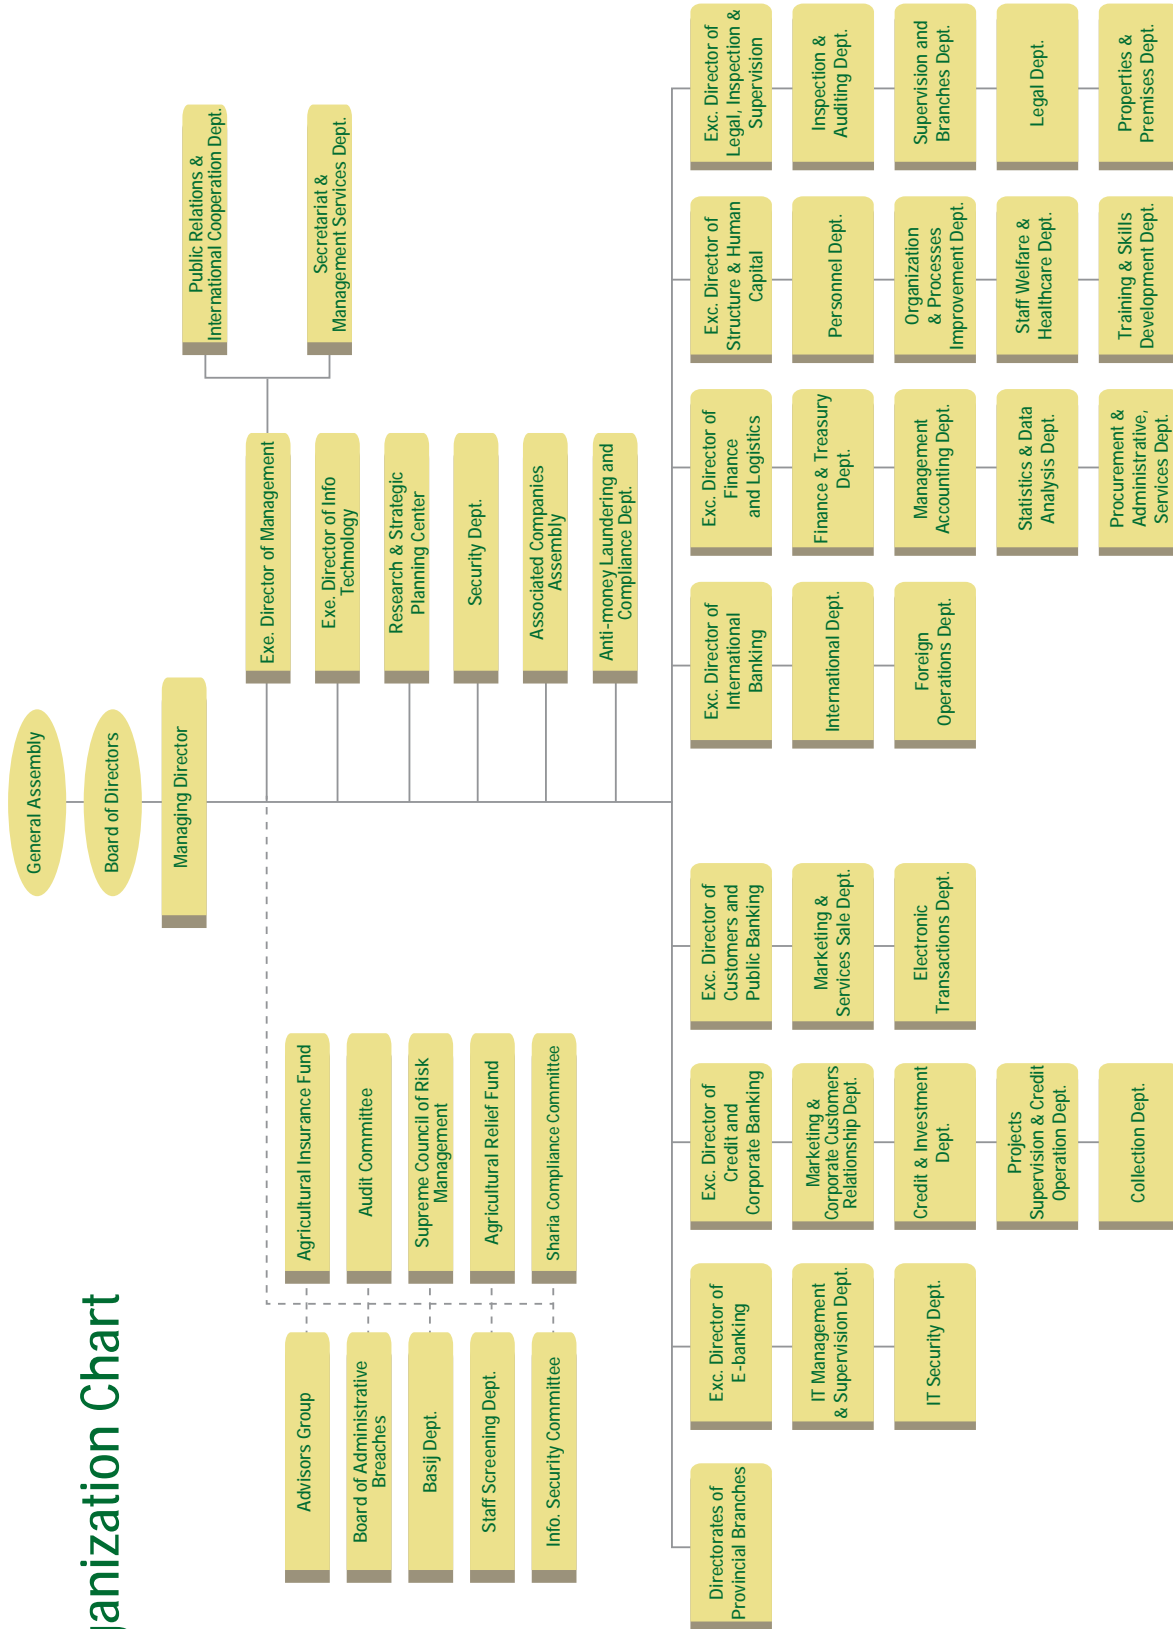 ganization Chart
General Assembly
Board of Directors
Managing Director
Exe. Director of Management
Public Relations &
International Cooperation Dept.
Secretariat &
Management Services Dept.
Exe. Director of Info
Technology
Research & Strategic
Planning Center
Security Dept.
Associated Companies
Assembly
Anti-money Laundering and
Compliance Dept.
Advisors Group
Agricultural Insurance Fund
Board of Administrative
Breaches
Audit Committee
Basij Dept.
Supreme Council of Risk
Management
Staff Screening Dept.
Agricultural Relief Fund
Info. Security Committee
Sharia Compliance Committee
Directorates of
Provincial Branches
Exc. Director of
E-banking
IT Management
& Supervision Dept.
IT Security Dept.
Exc. Director of
Credit and
Corporate Banking
Marketing &
Corporate Customers
Relationship Dept.
Credit & Investment
Dept.
Projects
Supervision & Credit
Operation Dept.
Collection Dept.
Exc. Director of
Customers and
Public Banking
Marketing &
Services Sale Dept.
Electronic
Transactions Dept.
Exc. Director of
International
Banking
International Dept.
Foreign
Operations Dept.
Exc. Director of
Finance
and Logistics
Finance & Treasury
Dept.
Management
Accounting Dept.
Statistics & Data
Analysis Dept.
Procurement &
Administrative,
Services Dept.
Exc. Director of
Structure & Human
Capital
Personnel Dept.
Organization
& Processes
Improvement Dept.
Staff Welfare &
Healthcare Dept.
Training & Skills
Development Dept.
Exc. Director of
Legal, Inspection &
Supervision
Inspection &
Auditing Dept.
Supervision and
Branches Dept.
Legal Dept.
Properties &
Premises Dept.